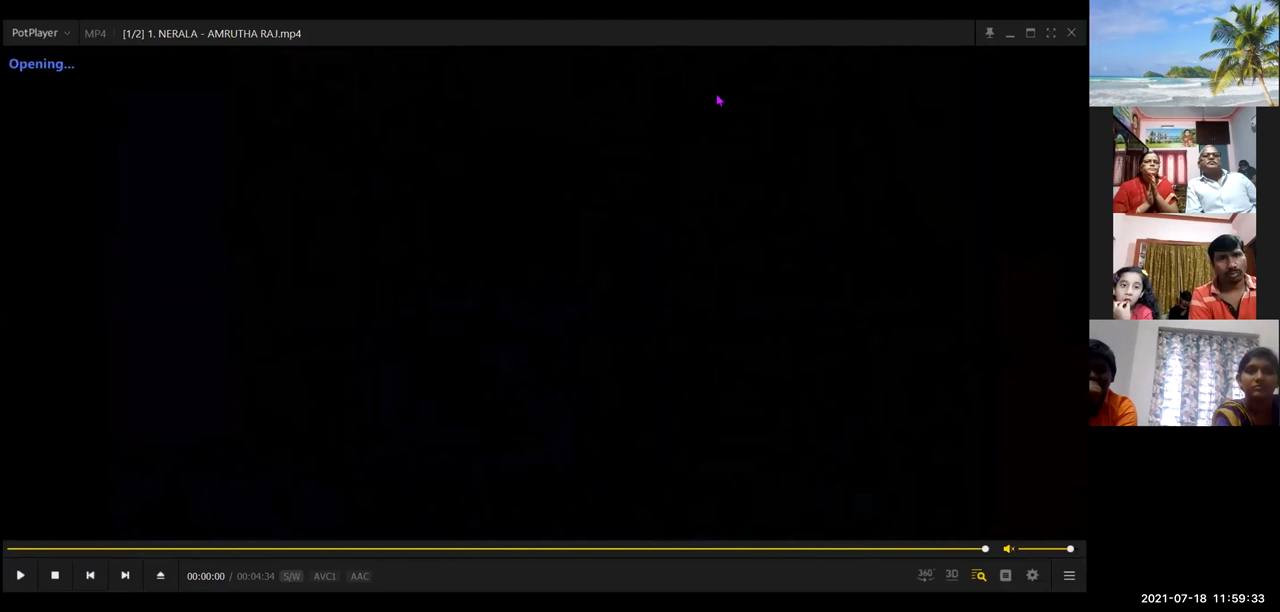 PotPlayer MP4 [1/2] 1. NERALA - AMRUTHA RAJ.mp4
Opening...
00:00:00 / 00:04:34 S/W AVC1 AAC 360° 3D
2021-07-18 11:59:33